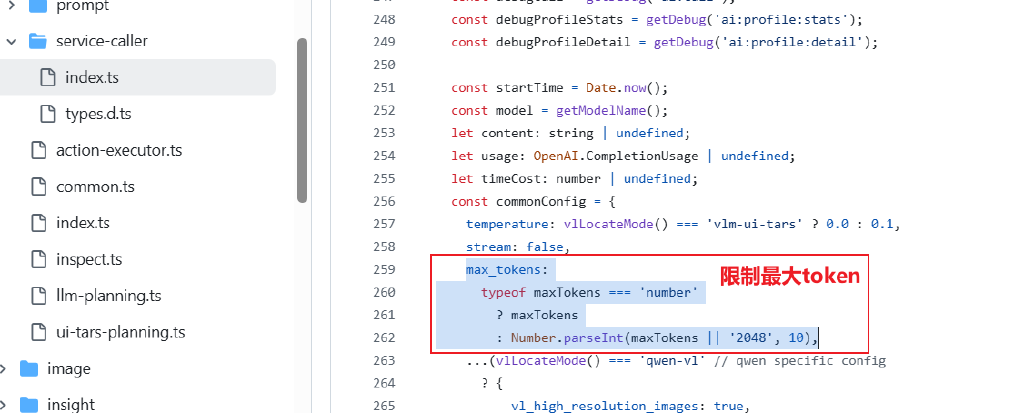 prompt
service-caller
index.ts
types.d.ts
action-executor.ts
common.ts
index.ts
inspect.ts
llm-planning.ts
ui-tars-planning.ts
image
insight
248 const debugProfileStats = getDebug('ai:profile:stats');
249 const debugProfileDetail = getDebug('ai:profile:detail');
250
251 const startTime = Date.now();
252 const model = getModelName();
253 let content: string | undefined;
254 let usage: OpenAI.CompletionUsage | undefined;
255 let timeCost: number | undefined;
256 const commonConfig = {
257 temperature: vlLocateMode() === 'vlm-ui-tars' ? 0.0 : 0.1,
258 stream: false,
259 max_tokens:
限制最大token
260 typeof maxTokens === 'number'
261 ? maxTokens
262 : Number.parseInt(maxTokens || '2048', 10),
263 ...(vlLocateMode() === 'qwen-vl' // qwen specific config
264 ? {
265 vl_high_resolution_images: true,